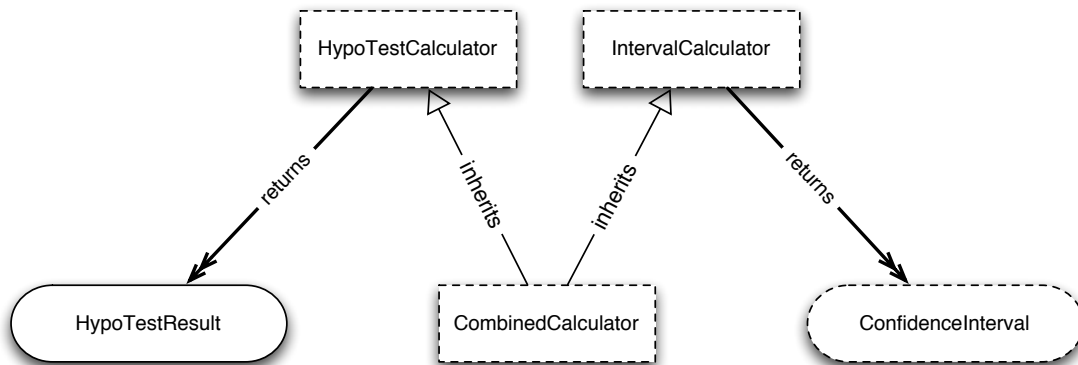 HypoTestCalculator
IntervalCalculator
returns
inherits
inherits
returns
HypoTestResult
CombinedCalculator
ConfidenceInterval